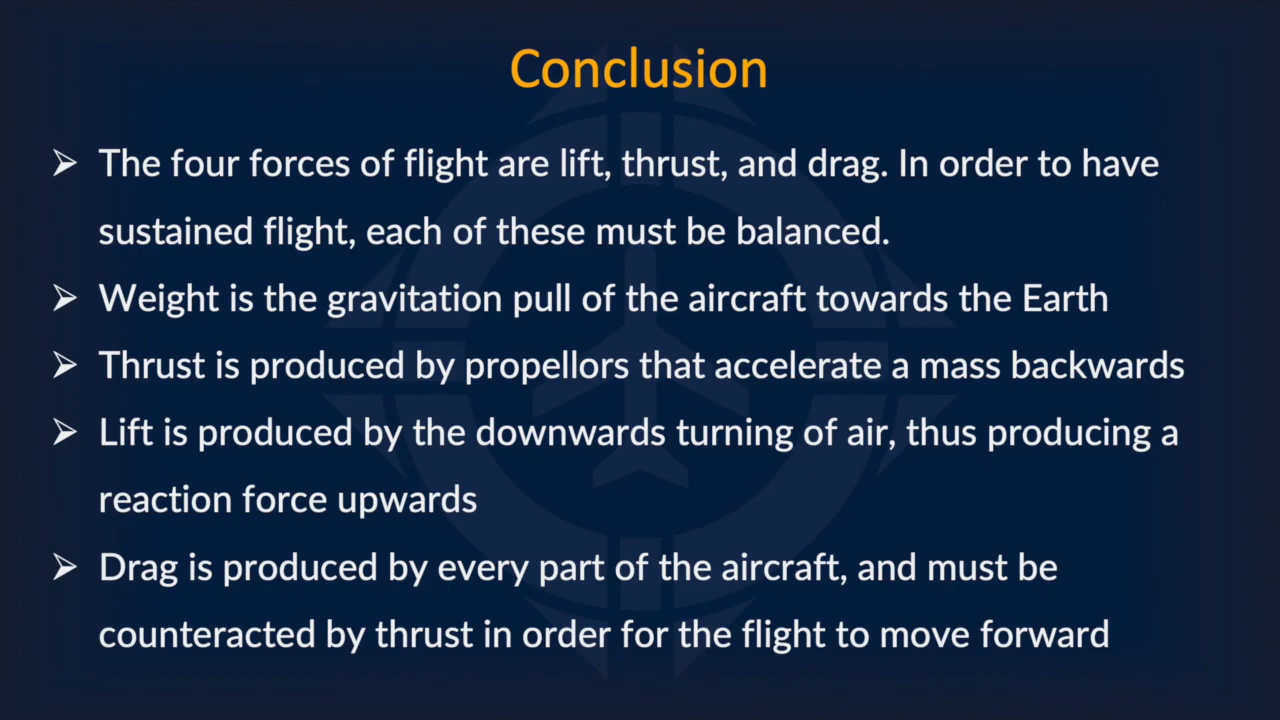 Conclusion
➢ The four forces of flight are lift, thrust, and drag. In order to have
sustained flight, each of these must be balanced.
➢ Weight is the gravitation pull of the aircraft towards the Earth
➢ Thrust is produced by propellors that accelerate a mass backwards
➢ Lift is produced by the downwards turning of air, thus producing a
reaction force upwards
➢ Drag is produced by every part of the aircraft, and must be
counteracted by thrust in order for the flight to move forward